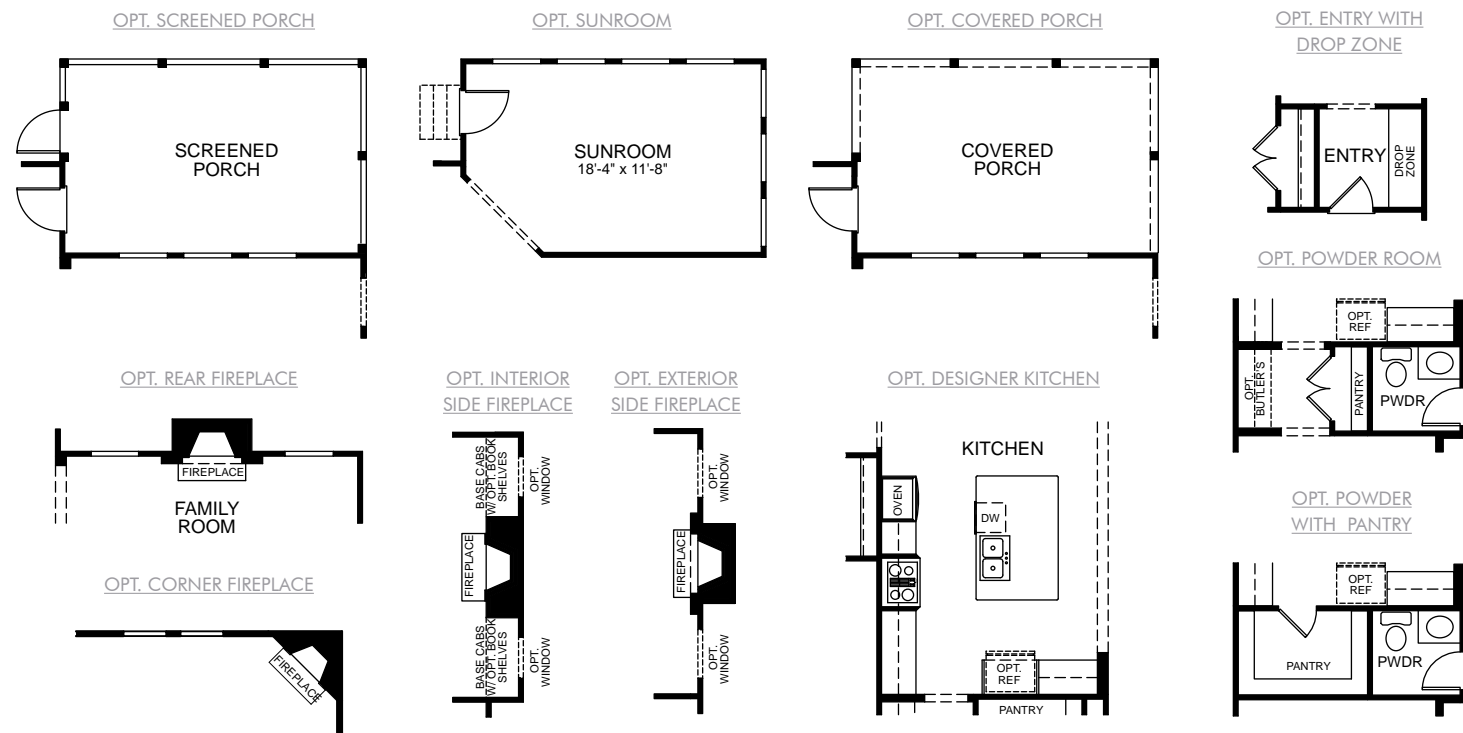 OPT. SCREENED PORCH
SCREENED
PORCH
OPT. SUNROOM
SUNROOM
18'-4" x 11'-8"
OPT. COVERED PORCH
COVERED
PORCH
OPT. ENTRY WITH
DROP ZONE
ENTRY
DROP
ZONE
OPT. POWDER ROOM
OPT.
REF
OPT.
BUTLER'S
PANTRY
PWDR
OPT. REAR FIREPLACE
FIREPLACE
FAMILY
ROOM
OPT. CORNER FIREPLACE
FIREPLACE
OPT. INTERIOR
SIDE FIREPLACE
BASE CABS
W/ OPT. BOOK
SHELVES
OPT.
WINDOW
FIREPLACE
BASE CABS
W/ OPT. BOOK
SHELVES
OPT.
WINDOW
OPT. EXTERIOR
SIDE FIREPLACE
OPT.
WINDOW
FIREPLACE
OPT.
WINDOW
OPT. DESIGNER KITCHEN
KITCHEN
OVEN
DW
OPT.
REF
PANTRY
OPT. POWDER
WITH PANTRY
OPT.
REF
PANTRY
PWDR